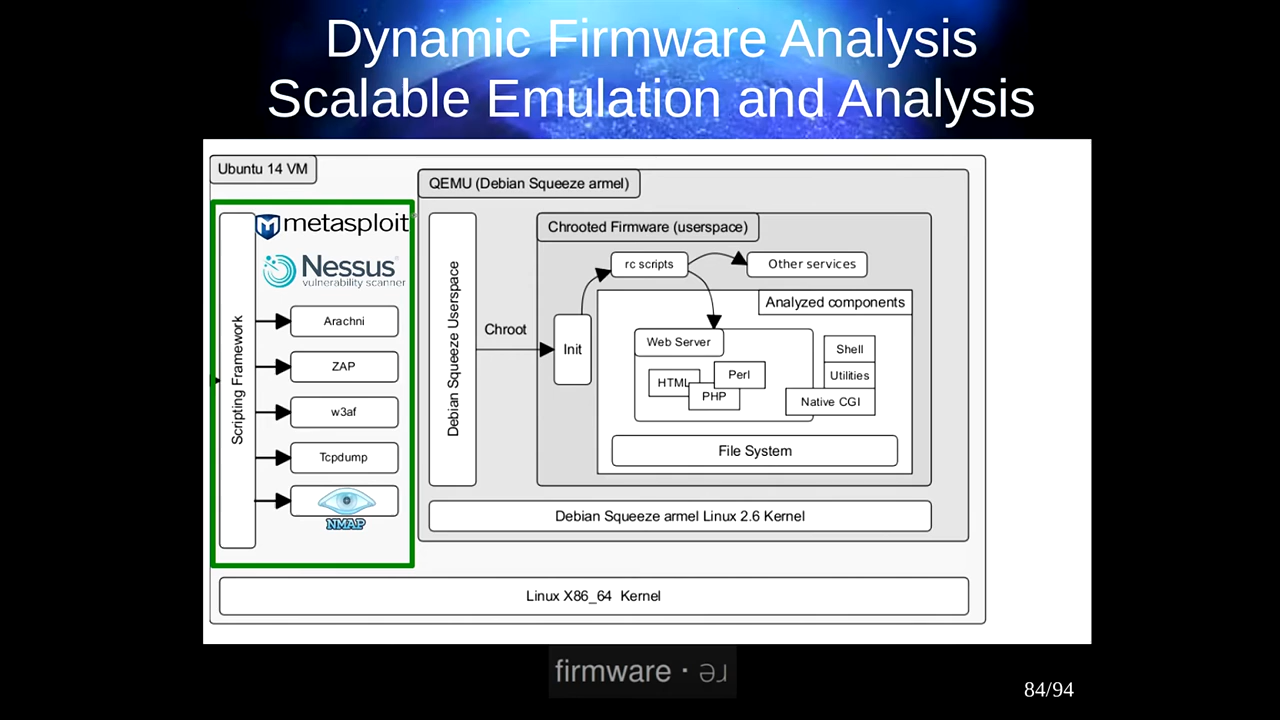 Dynamic Firmware Analysis
Scalable Emulation and Analysis
Ubuntu 14 VM
QEMU (Debian Squeeze armel)
metasploit
Nessus
vulnerability scanner
Scripting Framework
Arachni
ZAP
w3af
Tcpdump
NMAP
Debian Squeeze Userspace
Chroot
Chrooted Firmware (userspace)
Init
rc scripts
Other services
Analyzed components
Web Server
HTML
Perl
PHP
Shell
Utilities
Native CGI
File System
Debian Squeeze armel Linux 2.6 Kernel
Linux X86_64 Kernel
firmware · 
84/94